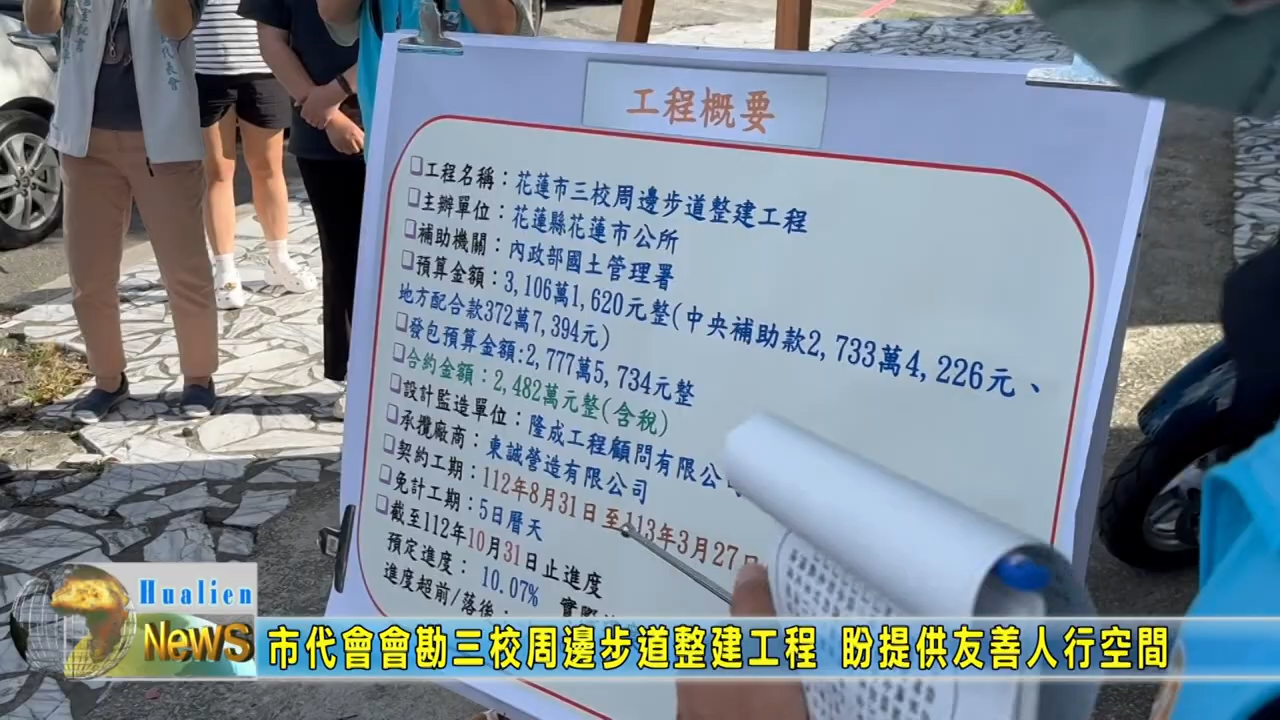 工程概要
❏工程名稱：花蓮市三校周邊步道整建工程
❏主辦單位：花蓮縣花蓮市公所
❏補助機關：內政部國土管理署
❏預算金額：3,106萬1,620元整(中央補助款2,733萬4,226元、
地方配合款372萬7,394元)
❏發包預算金額:2,777萬5,734元整
❏合約金額：2,482萬元整(含稅)
❏設計監造單位：隆成工程顧問有限公司
❏承攬廠商：東誠營造有限公司
❏契約工期：112年8月31日至113年3月27日
❏免計工期：5日曆天
❏截至112年10月31日止進度
預定進度： 10.07% 實際
進度超前/落後：
代表會
Hualien
News
市代會會勘三校周邊步道整建工程 盼提供友善人行空間